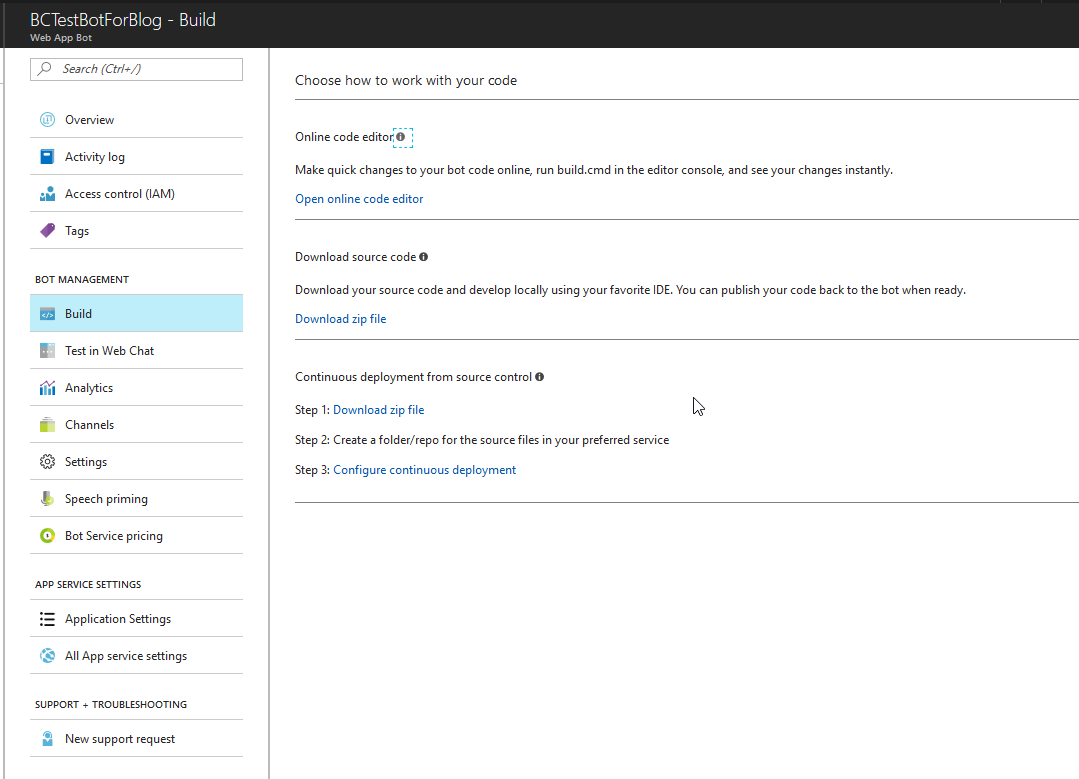 BCTestBotForBlog - Build
Web App Bot
Search (Ctrl+/)
Overview
Activity log
Access control (IAM)
Tags
BOT MANAGEMENT
Build
Test in Web Chat
Analytics
Channels
Settings
Speech priming
Bot Service pricing
APP SERVICE SETTINGS
Application Settings
All App service settings
SUPPORT + TROUBLESHOOTING
New support request
Choose how to work with your code
Online code editor
Make quick changes to your bot code online, run build.cmd in the editor console, and see your changes instantly.
Open online code editor
Download source code
Download your source code and develop locally using your favorite IDE. You can publish your code back to the bot when ready.
Download zip file
Continuous deployment from source control
Step 1: Download zip file
Step 2: Create a folder/repo for the source files in your preferred service
Step 3: Configure continuous deployment